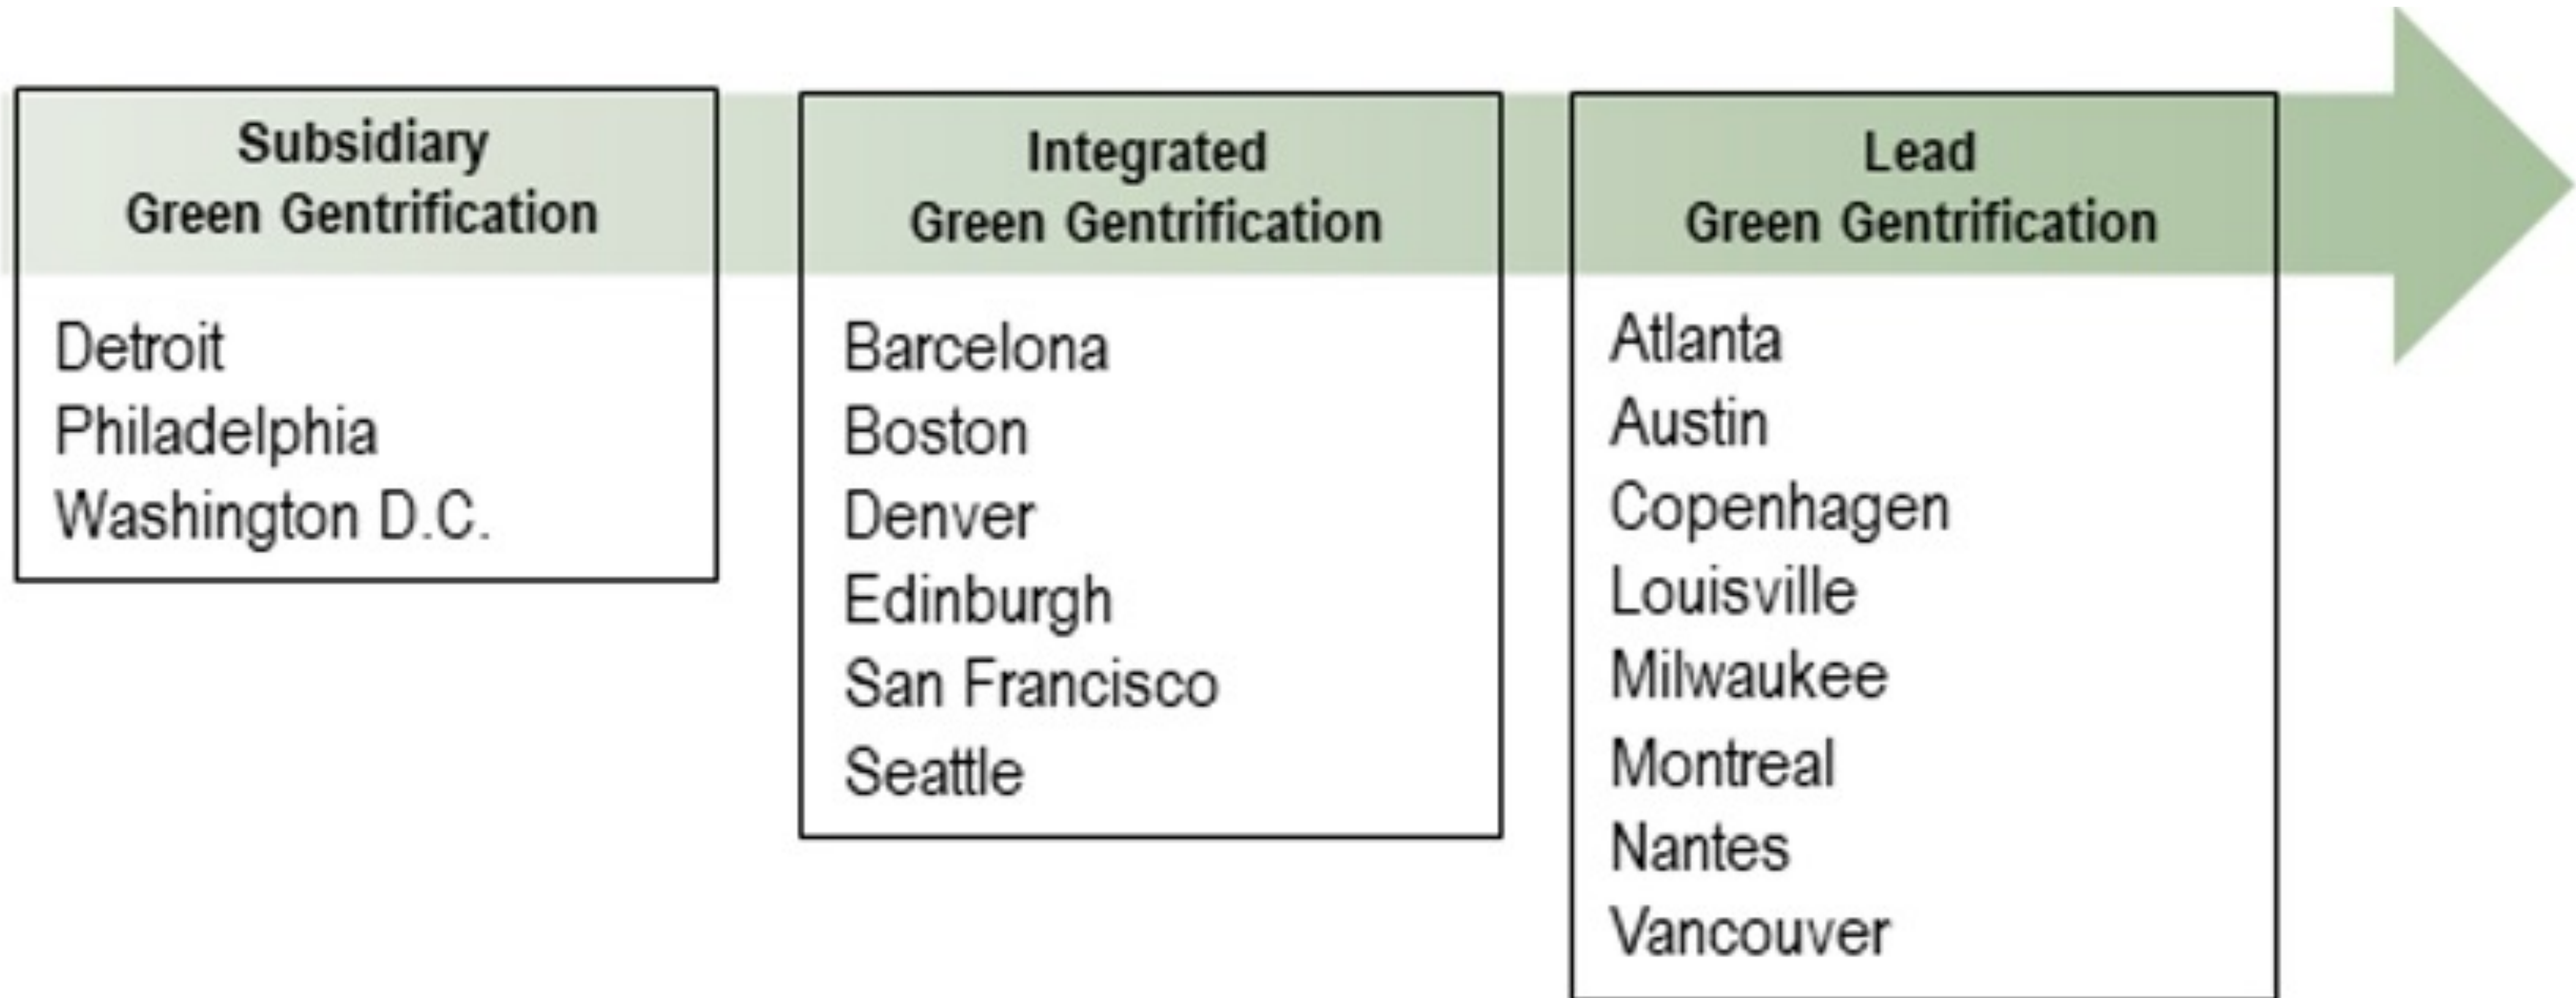 Subsidiary
Green Gentrification
Detroit
Philadelphia
Washington D.C.
Integrated
Green Gentrification
Barcelona
Boston
Denver
Edinburgh
San Francisco
Seattle
Lead
Green Gentrification
Atlanta
Austin
Copenhagen
Louisville
Milwaukee
Montreal
Nantes
Vancouver